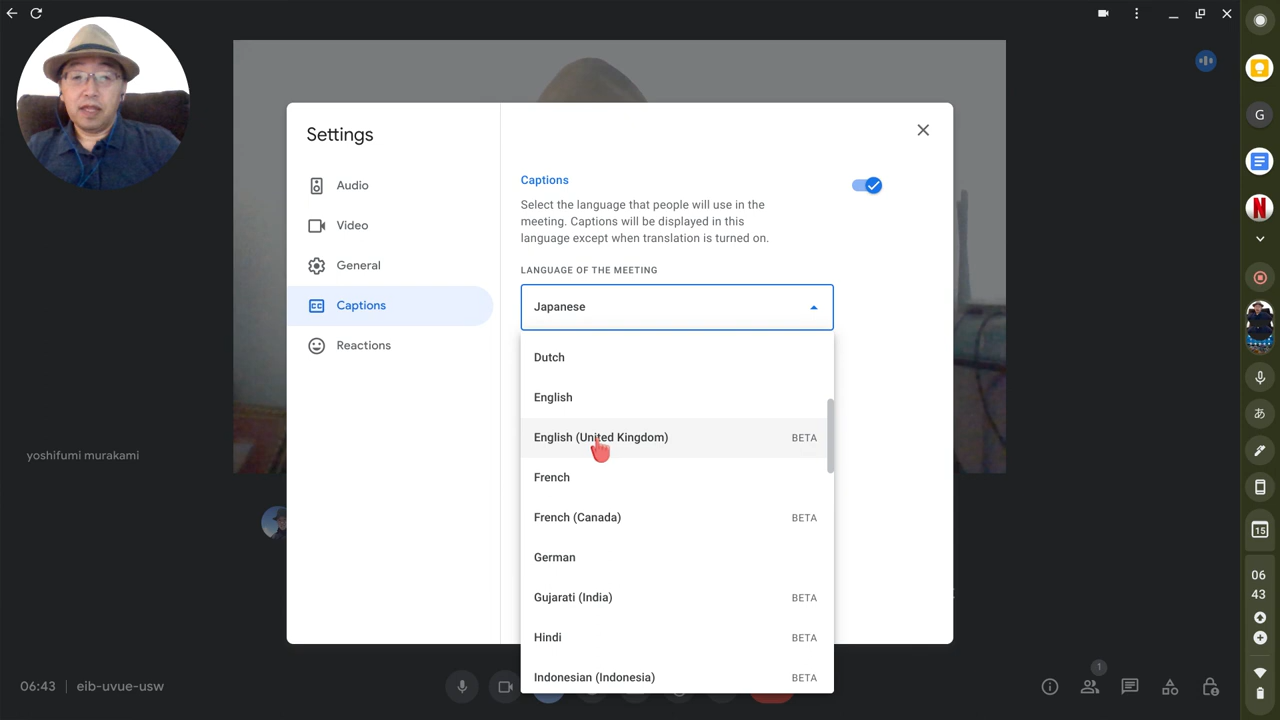 Settings
Audio
Video
General
Captions
Reactions
Captions
Select the language that people will use in the
meeting. Captions will be displayed in this
language except when translation is turned on.
LANGUAGE OF THE MEETING
Japanese
Dutch
English
English (United Kingdom) BETA
French
French (Canada) BETA
German
Gujarati (India) BETA
Hindi BETA
Indonesian (Indonesia) BETA
yoshifumi murakami
06:43 | eib-uvue-usw
1
G
N
あ
15
06
43